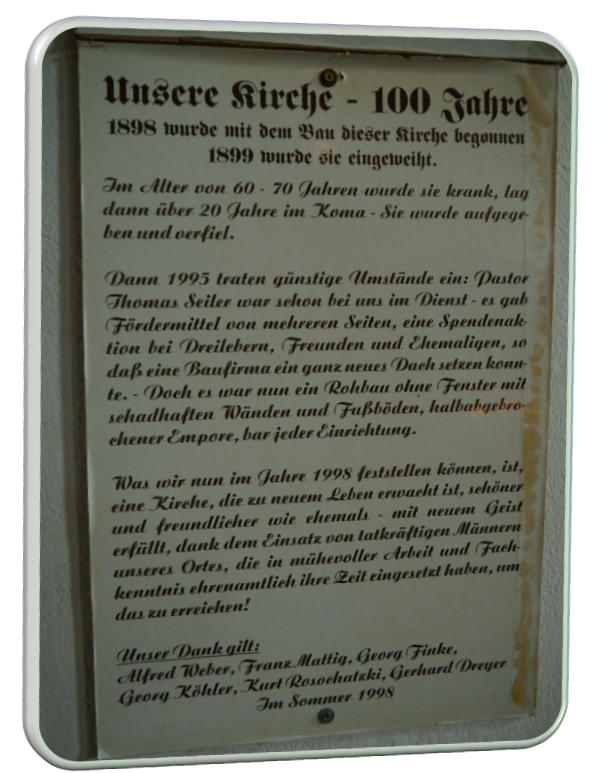 Unsere Kirche - 100 Jahre
1898 wurde mit dem Bau dieser Kirche begonnen
1899 wurde sie eingeweiht.
Im Alter von 60 - 70 Jahren wurde sie krank, lag
dann über 20 Jahre im Koma - Sie wurde aufgege-
ben und verfiel.
Dann 1995 traten günstige Umstände ein: Pastor
Thomas Seiler war schon bei uns im Dienst - es gab
Fördermittel von mehreren Seiten, eine Spendenak-
tion bei Dreilebern, Freunden und Ehemaligen, so
daß eine Baufirma ein ganz neues Dach setzen konn-
te. - Doch es war nun ein Rohbau ohne Fenster mit
schadhaften Wänden und Fußböden, halbabgebro-
chener Empore, bar jeder Einrichtung.
Was wir nun im Jahre 1998 feststellen können, ist,
eine Kirche, die zu neuem Leben erwacht ist, schöner
und freundlicher wie ehemals - mit neuem Geist
erfüllt, dank dem Einsatz von tatkräftigen Männern
unseres Ortes, die in mühevoller Arbeit und Fach-
kenntnis ehrenamtlich ihre Zeit eingesetzt haben, um
das zu erreichen!
Unser Dank gilt:
Alfred Weber, Franz Mattig, Georg Finke,
Georg Köhler, Kurt Rosochatzki, Gerhard Dreyer
Im Sommer 1998